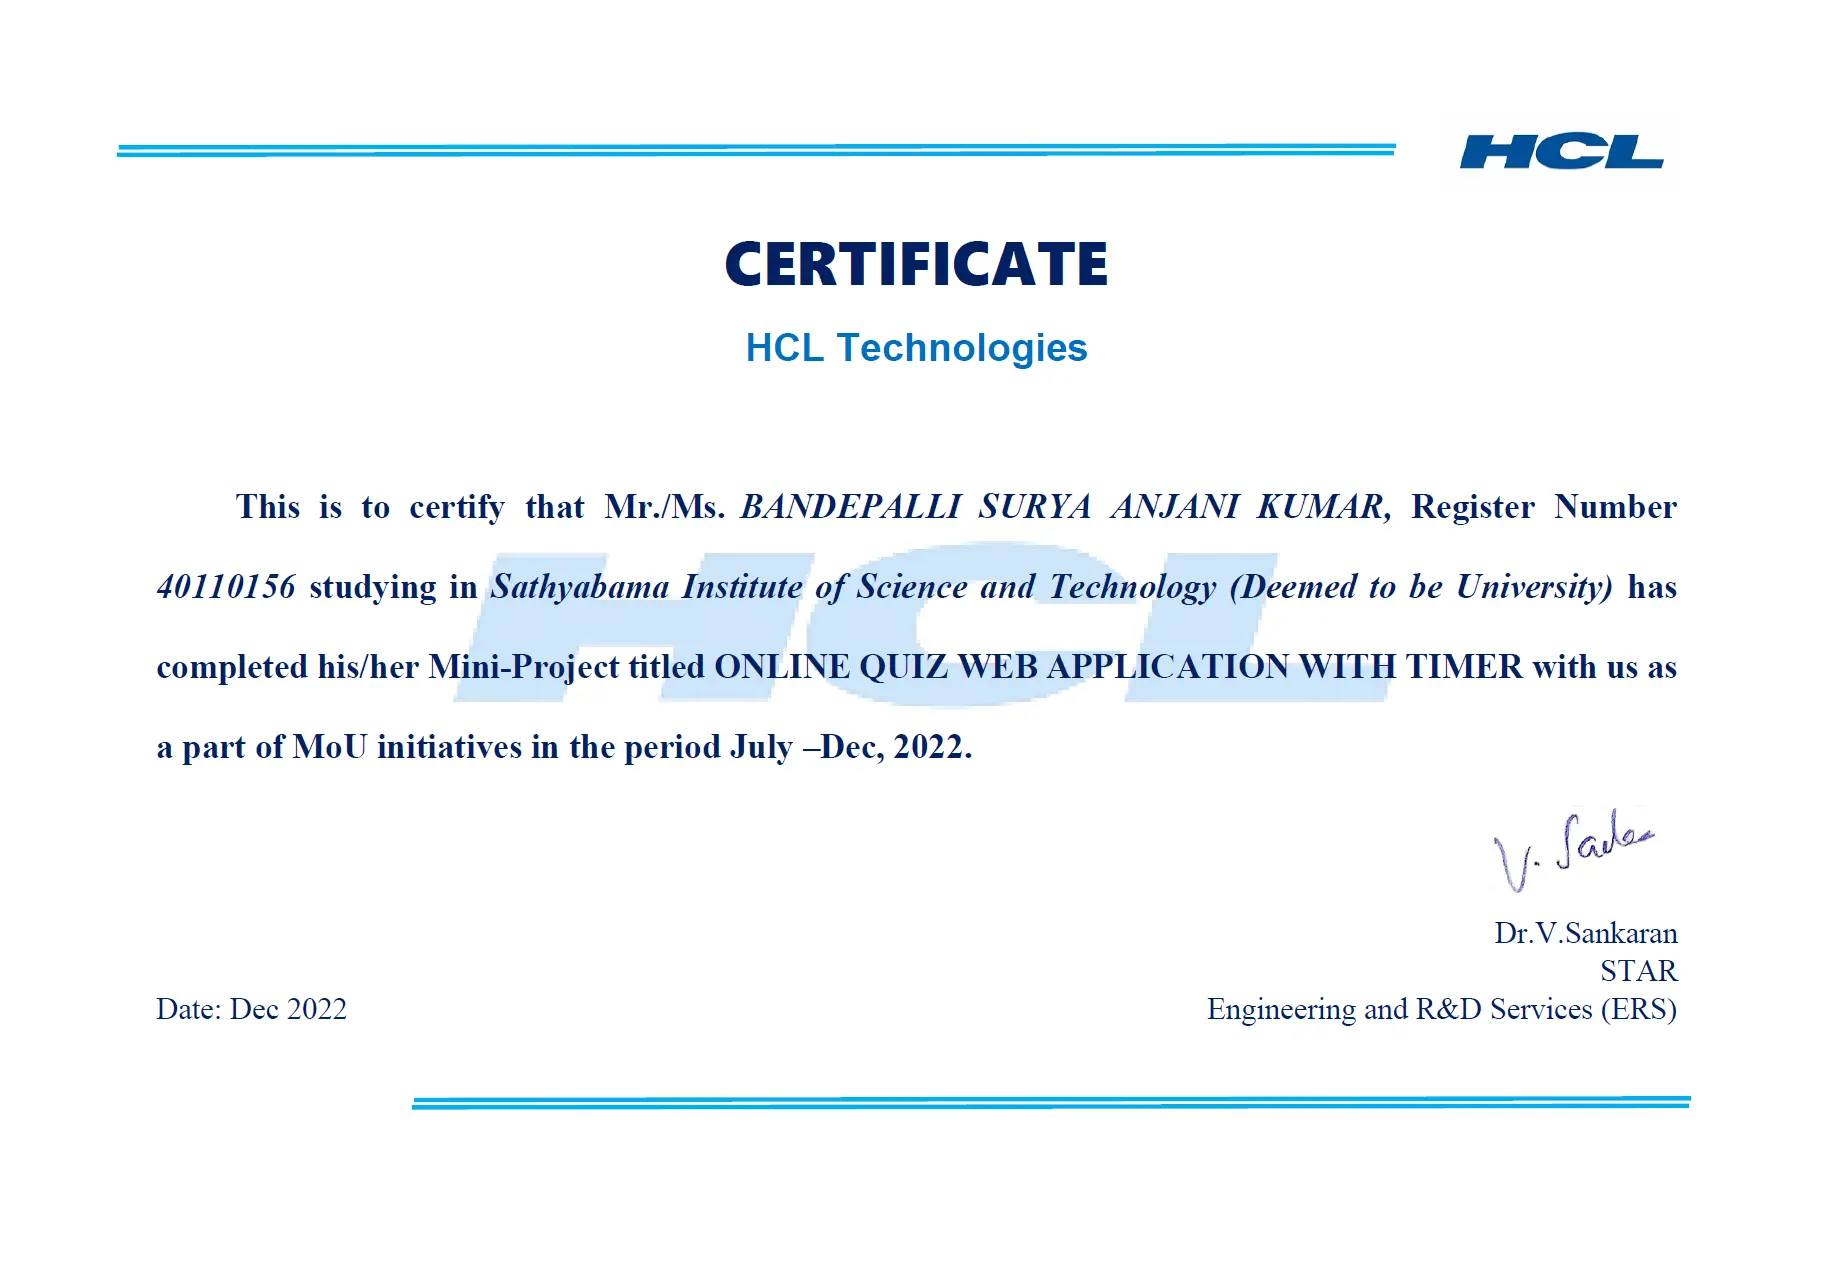 HCL
CERTIFICATE
HCL Technologies
This is to certify that Mr./Ms. BANDEPALLI SURYA ANJANI KUMAR, Register Number
40110156 studying in Sathyabama Institute of Science and Technology (Deemed to be University) has
completed his/her Mini-Project titled ONLINE QUIZ WEB APPLICATION WITH TIMER with us as
a part of MoU initiatives in the period July –Dec, 2022.
HCL
Dr.V.Sankaran
STAR
Date: Dec 2022
Engineering and R&D Services (ERS)